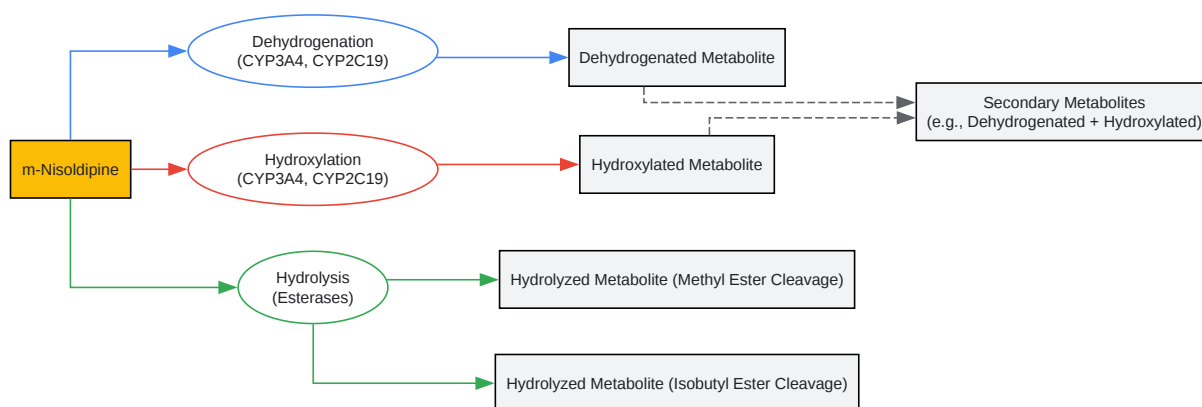 Dehydrogenation
(CYP3A4, CYP2C19)
Dehydrogenated Metabolite
Secondary Metabolites
(e.g., Dehydrogenated + Hydroxylated)
m-Nisoldipine
Hydroxylation
(CYP3A4, CYP2C19)
Hydroxylated Metabolite
Hydrolysis
(Esterases)
Hydrolyzed Metabolite (Methyl Ester Cleavage)
Hydrolyzed Metabolite (Isobutyl Ester Cleavage)